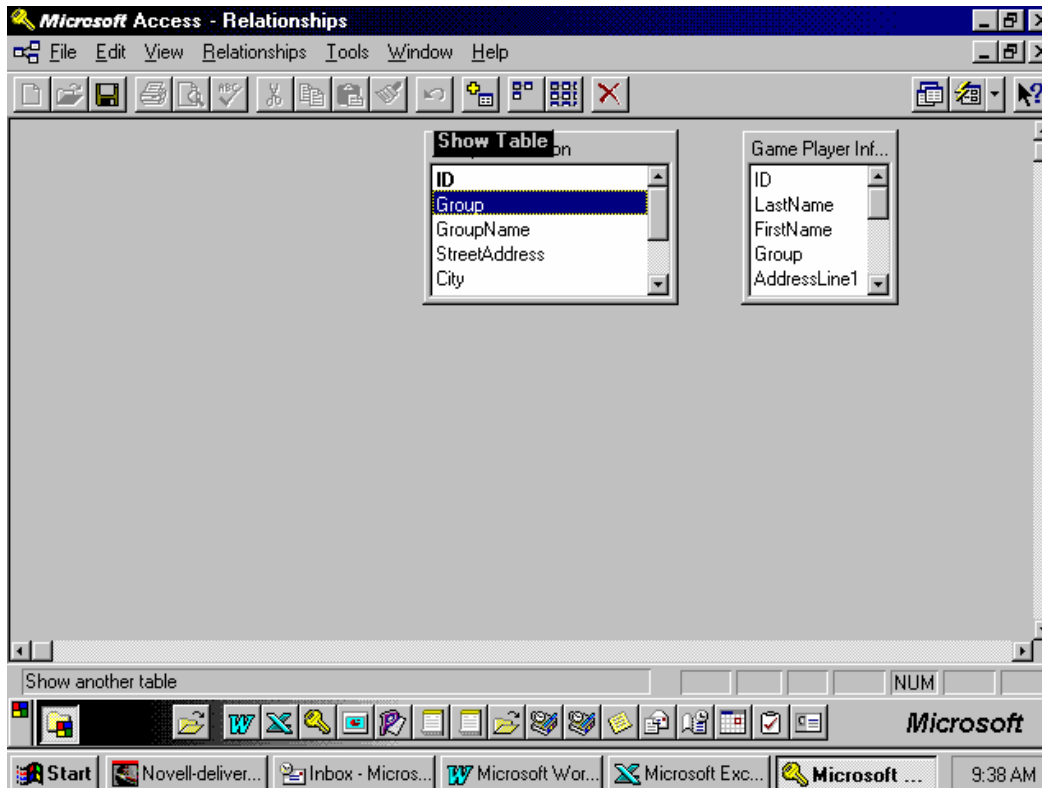 Microsoft Access - Relationships
File Edit View Relationships Tools Window Help
ABC
Show Table on
ID
Group
GroupName
StreetAddress
City
Game Player Inf...
ID
LastName
FirstName
Group
AddressLine1
Show another table
NUM
Microsoft
Start
Novell-deliver...
Inbox - Micros...
Microsoft Wor...
Microsoft Exc...
Microsoft ...
9:38 AM